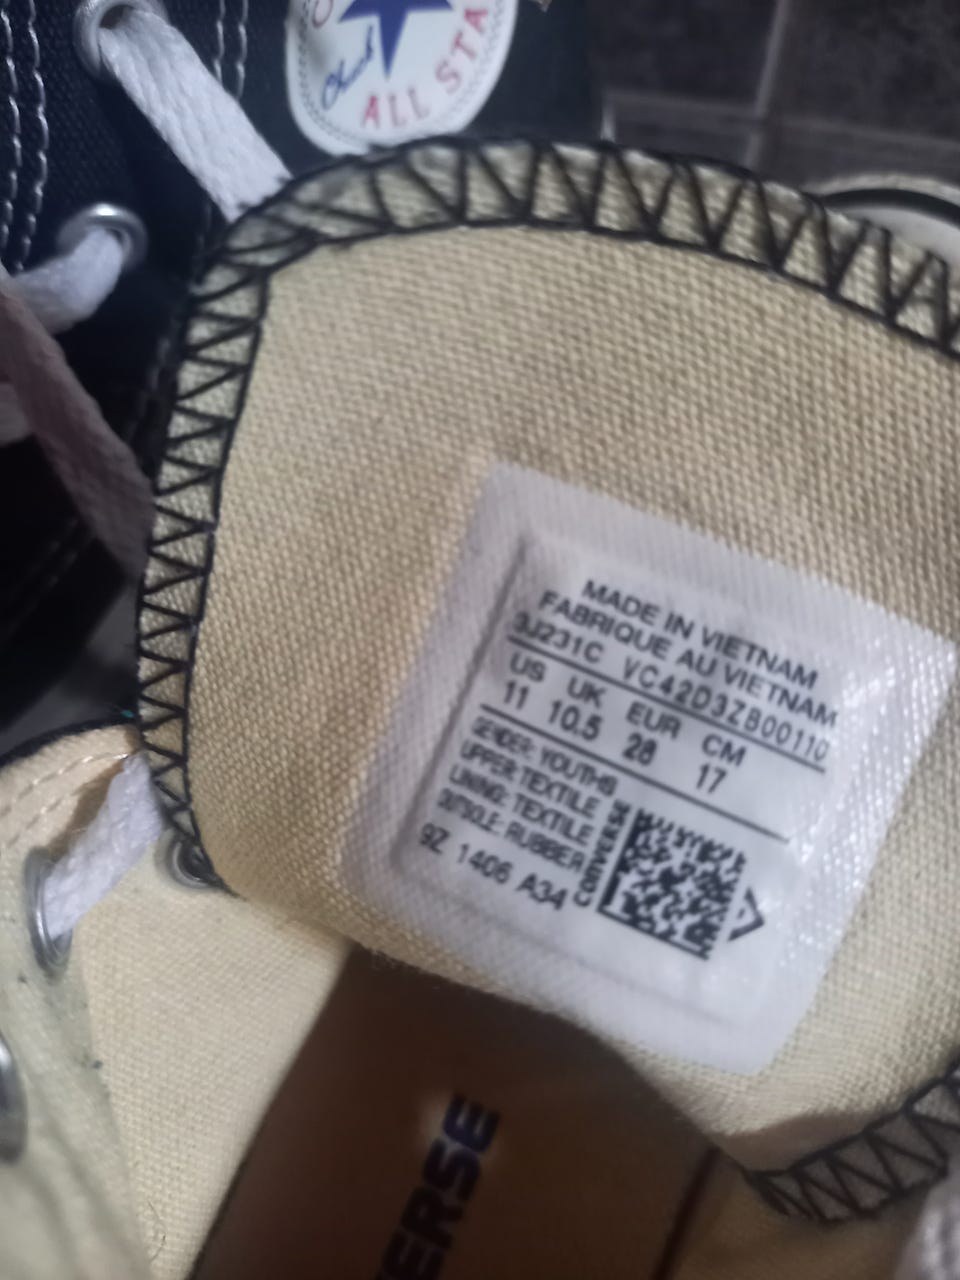 Chuck
ALL STA
MADE IN VIETNAM
FABRIQUE AU VIETNAM
3J231C VC42D3ZB00110
US UK EUR CM
11 10.5 28 17
GENDER: YOUTHS
UPPER: TEXTILE
LINING: TEXTILE
OUTSOLE: RUBBER
9Z 1406 A34
CONVERSE
ERSE